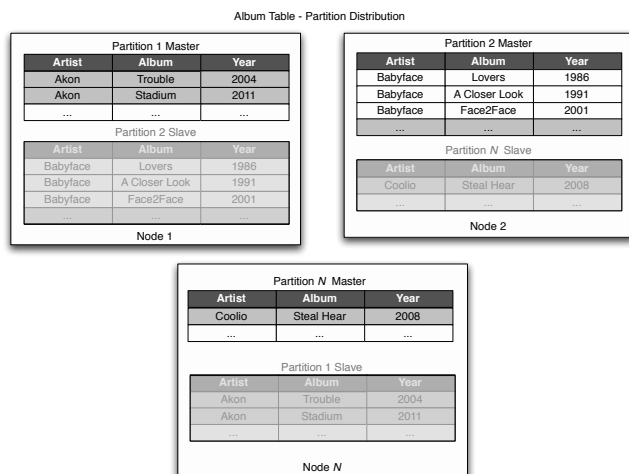 Album Table - Partition Distribution
Partition 1 Master
Artist Album Year
Akon Trouble 2004
Akon Stadium 2011
... ... ...
Partition 2 Slave
Artist Album Year
Babyface Lovers 1986
Babyface A Closer Look 1991
Babyface Face2Face 2001
... ... ...
Node 1
Partition 2 Master
Artist Album Year
Babyface Lovers 1986
Babyface A Closer Look 1991
Babyface Face2Face 2001
... ... ...
Partition N Slave
Artist Album Year
Coolio Steal Hear 2008
... ... ...
Node 2
Partition N Master
Artist Album Year
Coolio Steal Hear 2008
... ... ...
Partition 1 Slave
Artist Album Year
Akon Trouble 2004
Akon Stadium 2011
... ... ...
Node N